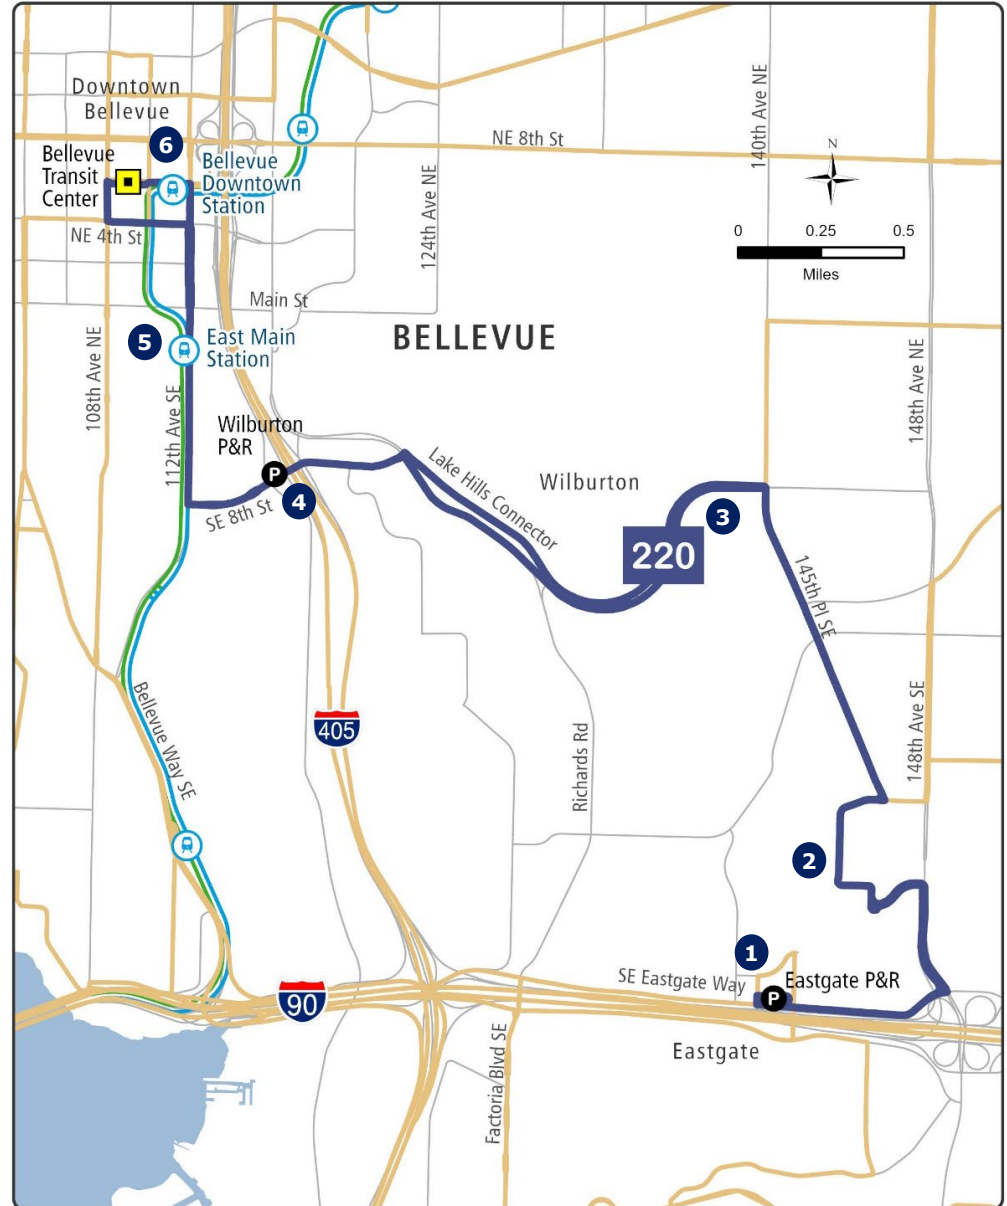 Downtown
Bellevue
6
NE 8th St
140th Ave NE
N
Bellevue
Transit
Center
Bellevue
Downtown
Station
124th Ave NE
0 0.25 0.5
Miles
NE 4th St
Main St
BELLEVUE
5
East Main
Station
108th Ave NE
112th Ave SE
148th Ave NE
Wilburton
P&R
P
4
SE 8th St
Lake Hills Connector
Wilburton
3
220
145th Pl SE
Bellevue Way SE
405
Richards Rd
148th Ave SE
2
1
SE Eastgate Way
Eastgate P&R
P
90
Eastgate
Factoria Blvd SE